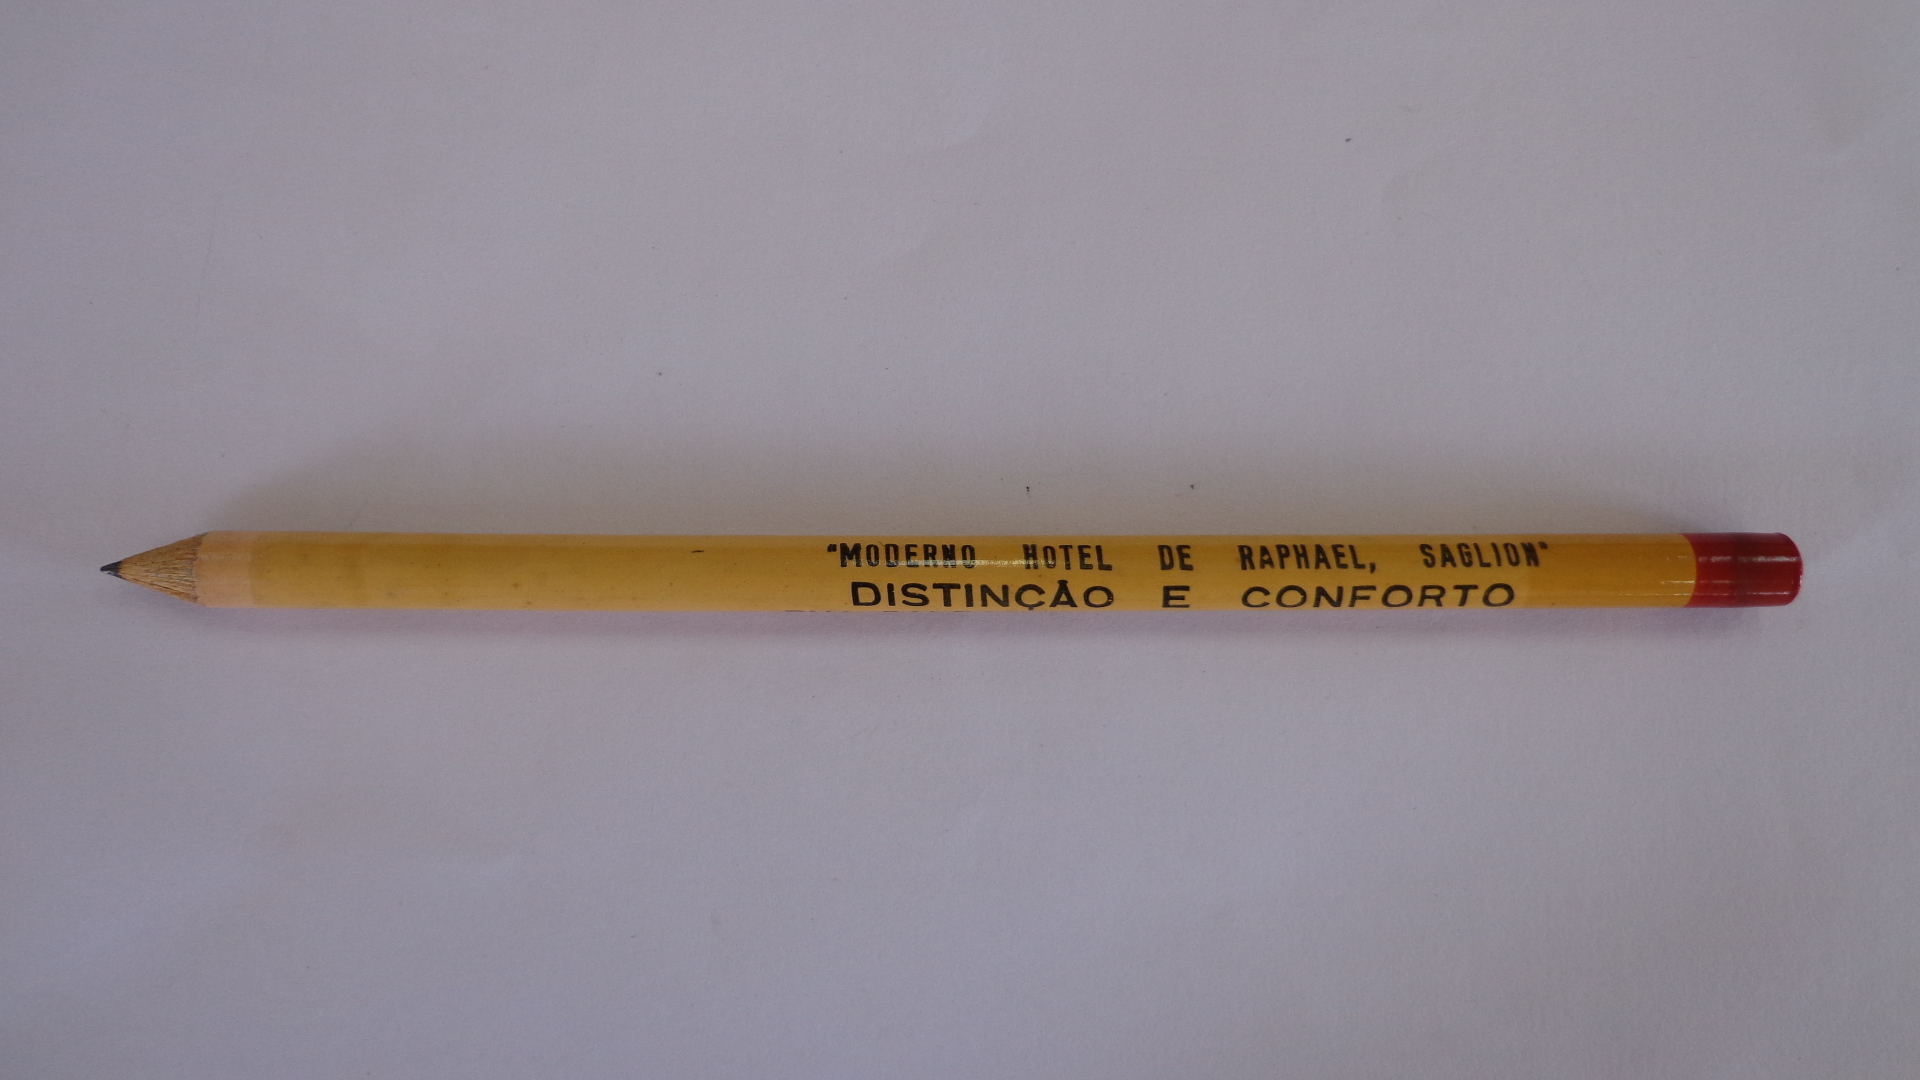 "MODERNO HOTEL DE RAPHAEL, SAGLION"
DISTINÇÃO E CONFORTO